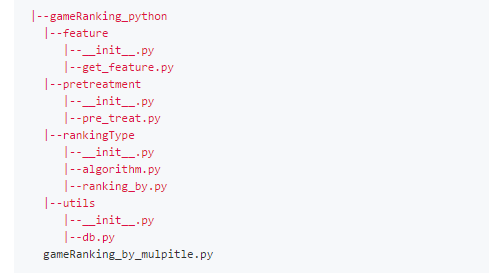 |--gameRanking_python
  |--feature
     |--__init__.py
     |--get_feature.py
  |--pretreatment
     |--__init__.py
     |--pre_treat.py
  |--rankingType
     |--__init__.py
     |--algorithm.py
     |--ranking_by.py
  |--utils
     |--__init__.py
     |--db.py
  gameRanking_by_mulpitle.py